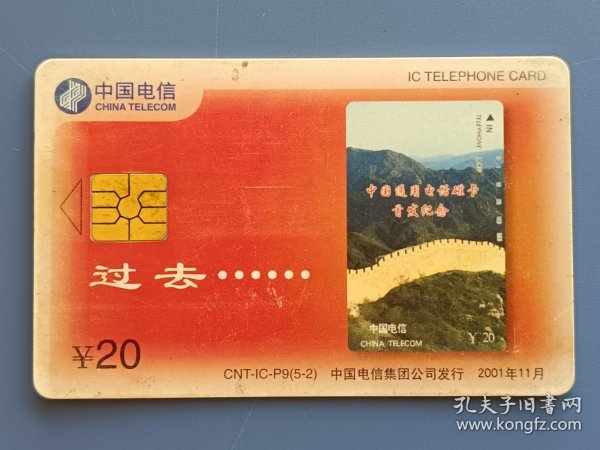 中国电信
CHINA TELECOM
IC TELEPHONE CARD
IN
TELEPHONE CARD
中国通用电话磁卡
首发纪念
过去······
中国电信
CHINA TELECOM
¥ 20
¥20
CNT-IC-P9(5-2) 中国电信集团公司发行 2001年11月
孔夫子旧书网
www.kongfz.com